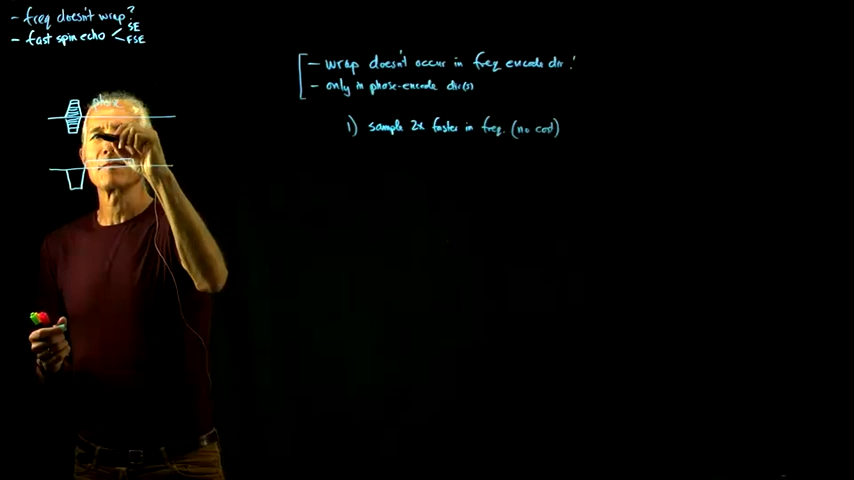 - freq doesn't wrap?
- fast spin echo < SE
FSE
- wrap doesn't occur in freq encode dir!
- only in phase-encode dir(s)
phase
1) sample 2x faster in freq. (no cost)